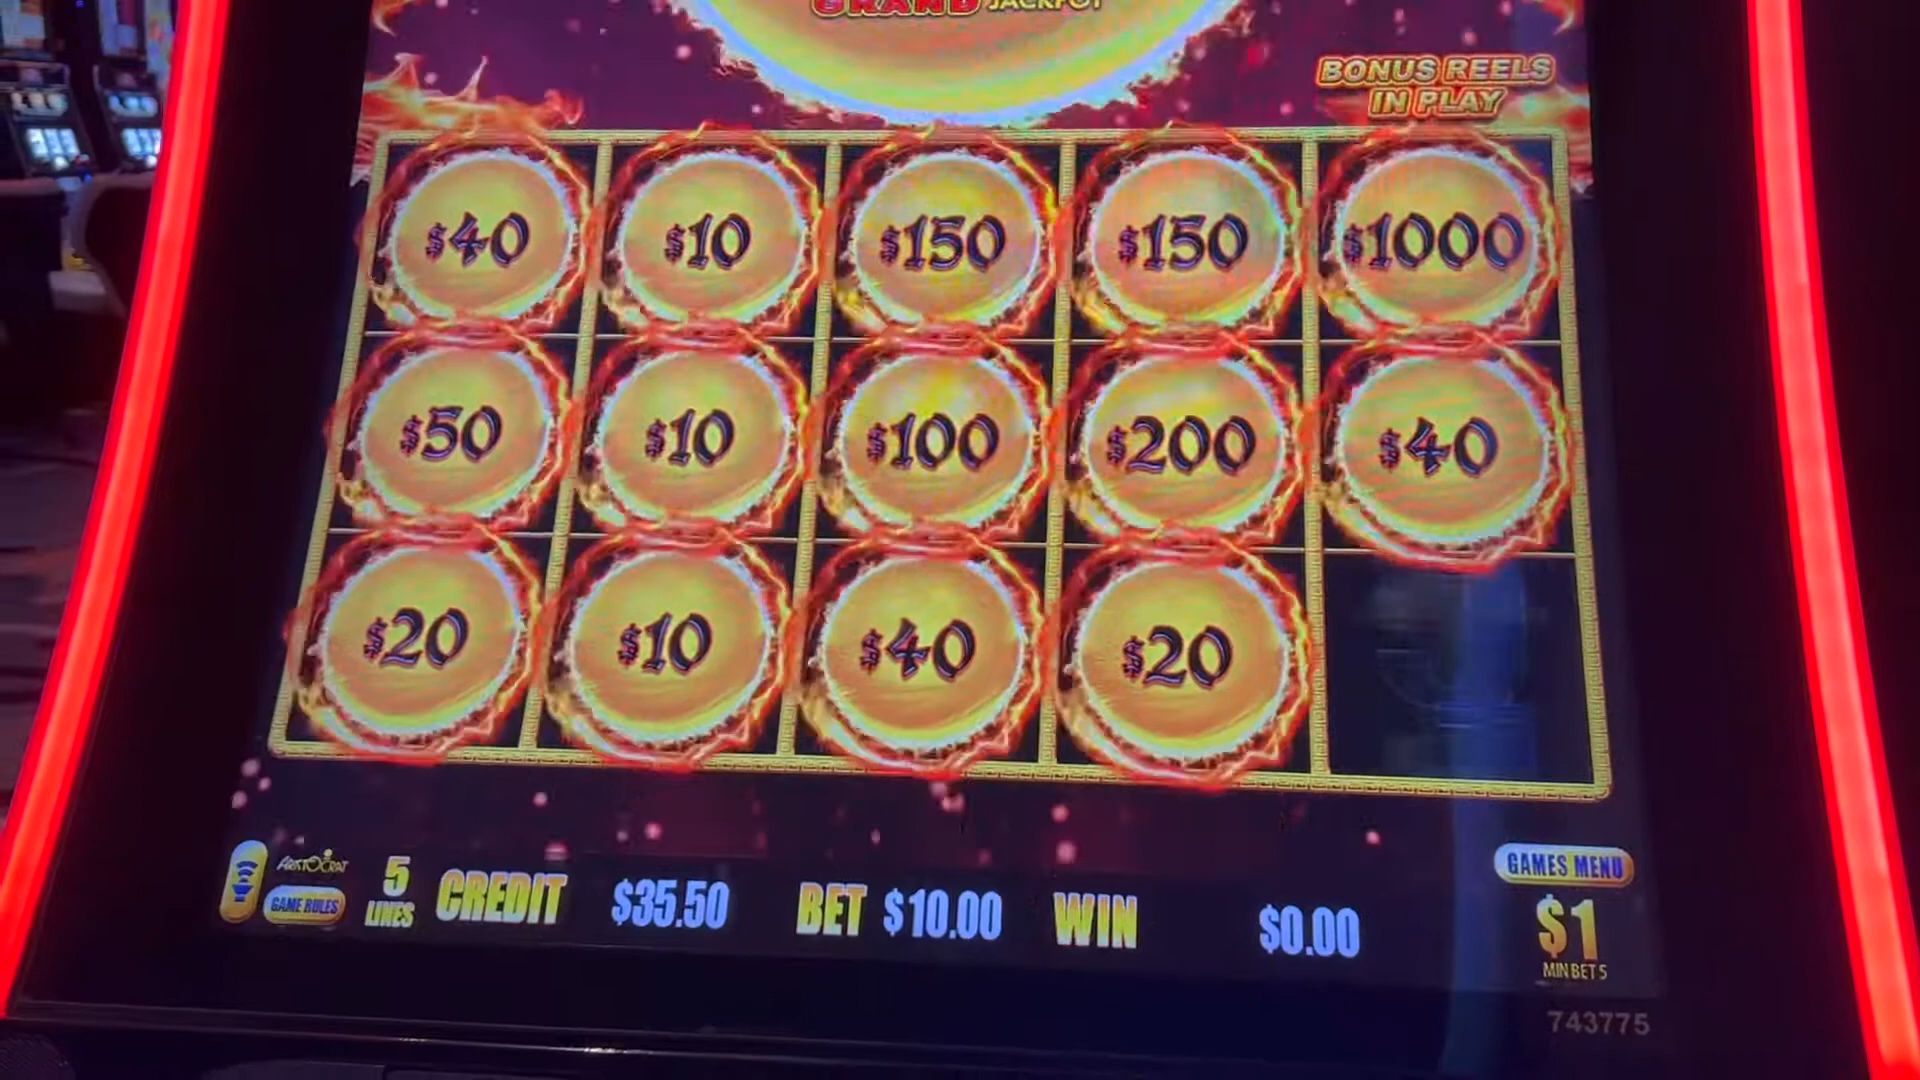 GRAND JACKPOT
BONUS REELS
IN PLAY
$40 $10 $150 $150 $1000
$50 $10 $100 $200 $40
$20 $10 $40 $20
ARISTOCRAT
GAME RULES
5
LINES
CREDIT $35.50 BET $10.00 WIN $0.00
GAMES MENU
$1
MIN BET 5
743775